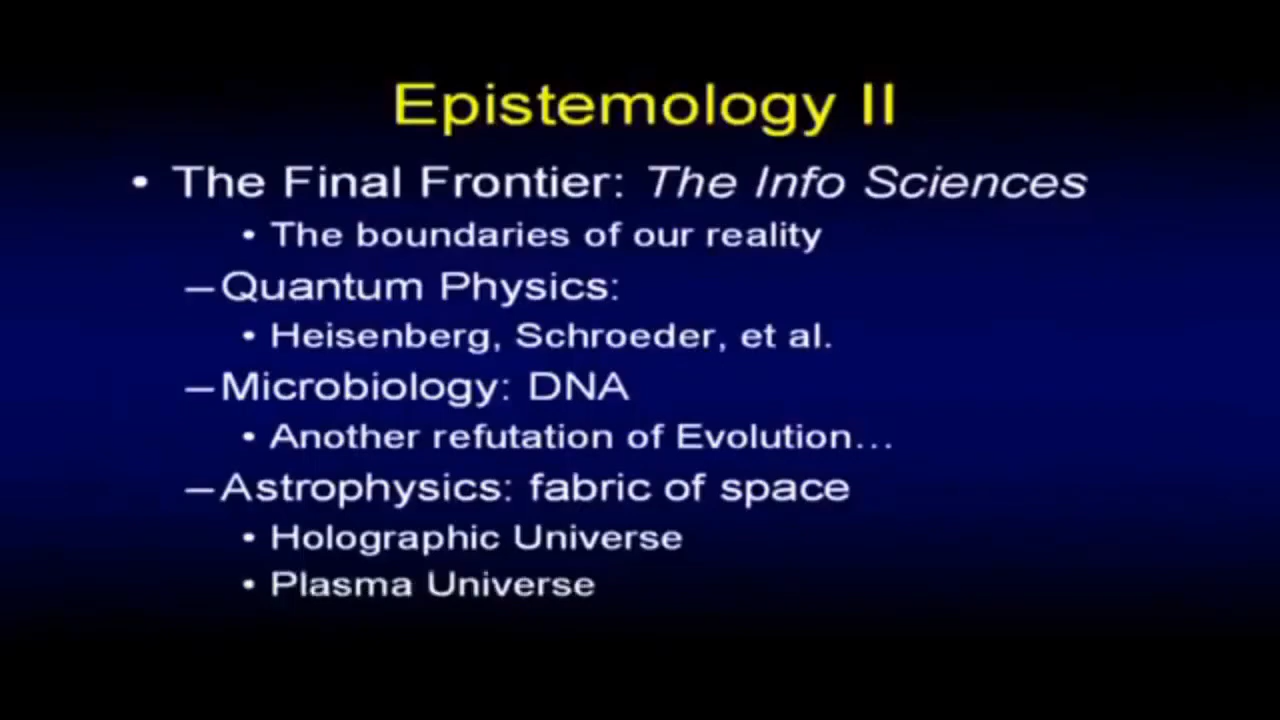 Epistemology II
• The Final Frontier: The Info Sciences
• The boundaries of our reality
–Quantum Physics:
• Heisenberg, Schroeder, et al.
–Microbiology: DNA
• Another refutation of Evolution…
–Astrophysics: fabric of space
• Holographic Universe
• Plasma Universe